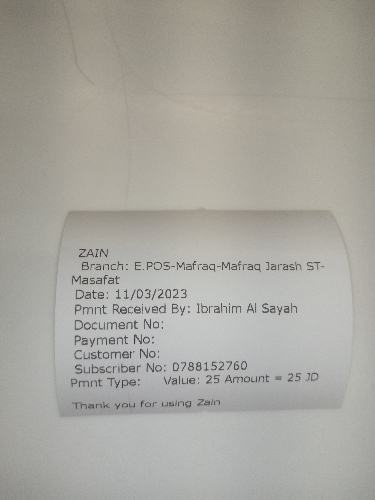 ZAIN
Branch: E.POS-Mafraq-Mafraq Jarash ST-
Masafat
Date: 11/03/2023
Pmnt Received By: Ibrahim Al Sayah
Document No:
Payment No:
Customer No:
Subscriber No: 0788152760
Pmnt Type: Value: 25 Amount = 25 JD
Thank you for using Zain